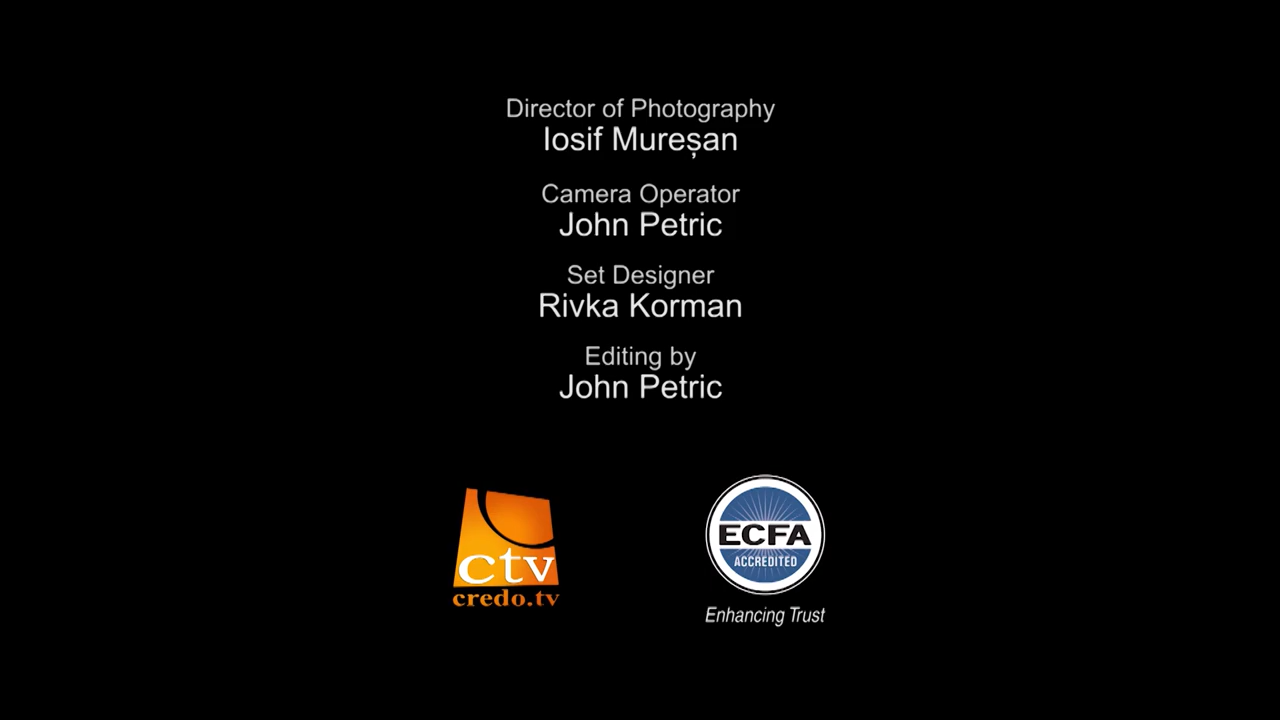 Director of Photography
Iosif Mureșan
Camera Operator
John Petric
Set Designer
Rivka Korman
Editing by
John Petric
ctv
credo.tv
ECFA
ACCREDITED
Enhancing Trust